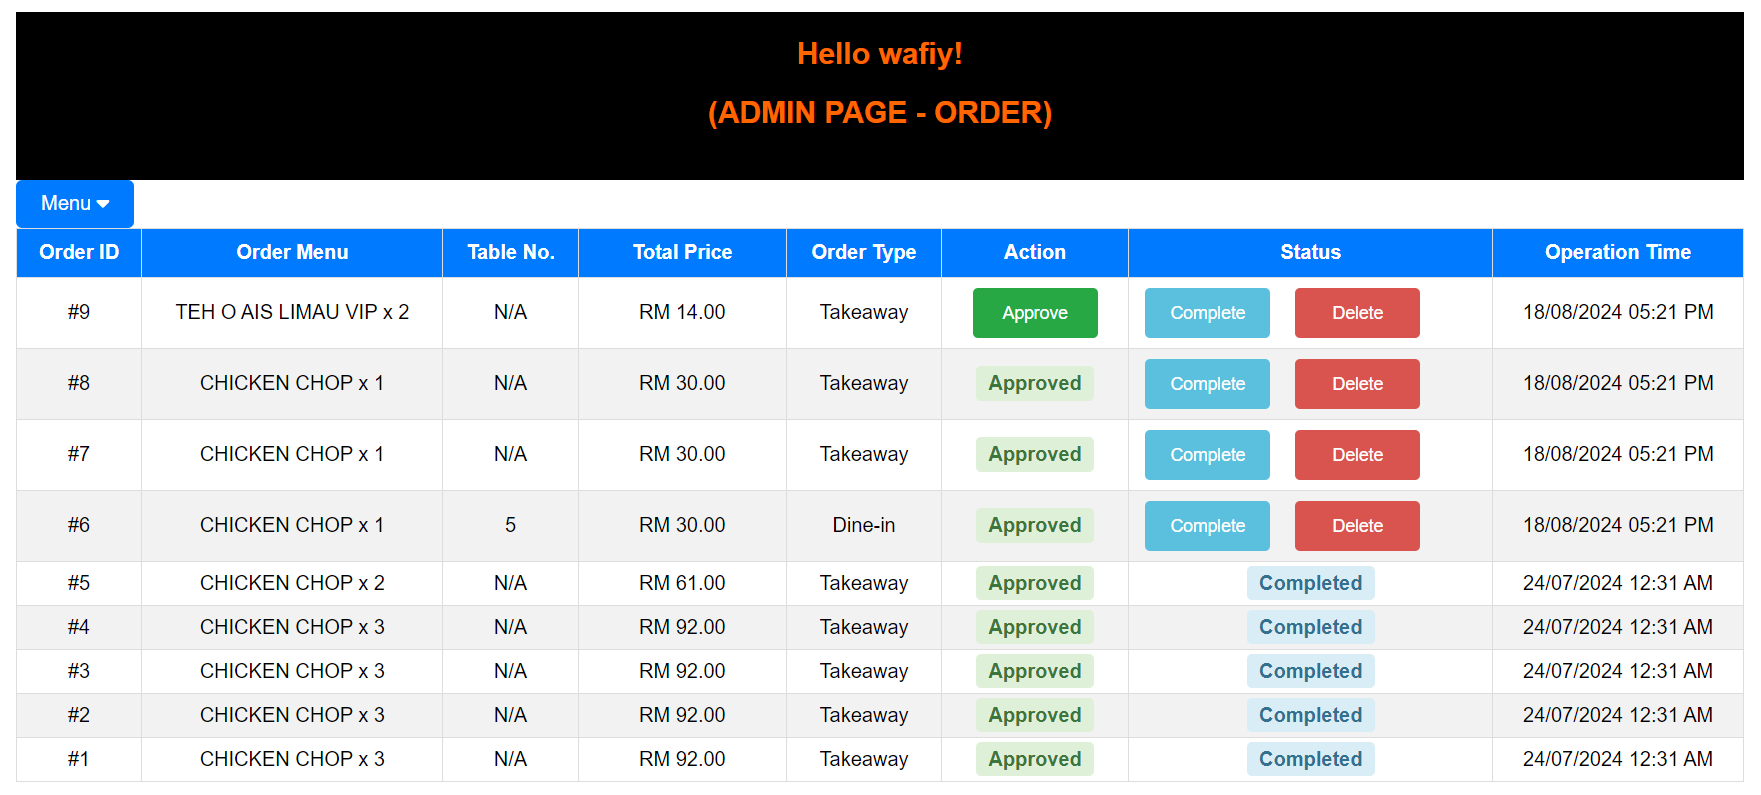 Hello wafiy!
(ADMIN PAGE - ORDER)
Menu
Order ID Order Menu Table No. Total Price Order Type Action Status Operation Time
#9 TEH O AIS LIMAU VIP x 2 N/A RM 14.00 Takeaway Approve Complete Delete 18/08/2024 05:21 PM
#8 CHICKEN CHOP x 1 N/A RM 30.00 Takeaway Approved Complete Delete 18/08/2024 05:21 PM
#7 CHICKEN CHOP x 1 N/A RM 30.00 Takeaway Approved Complete Delete 18/08/2024 05:21 PM
#6 CHICKEN CHOP x 1 5 RM 30.00 Dine-in Approved Complete Delete 18/08/2024 05:21 PM
#5 CHICKEN CHOP x 2 N/A RM 61.00 Takeaway Approved Completed 24/07/2024 12:31 AM
#4 CHICKEN CHOP x 3 N/A RM 92.00 Takeaway Approved Completed 24/07/2024 12:31 AM
#3 CHICKEN CHOP x 3 N/A RM 92.00 Takeaway Approved Completed 24/07/2024 12:31 AM
#2 CHICKEN CHOP x 3 N/A RM 92.00 Takeaway Approved Completed 24/07/2024 12:31 AM
#1 CHICKEN CHOP x 3 N/A RM 92.00 Takeaway Approved Completed 24/07/2024 12:31 AM